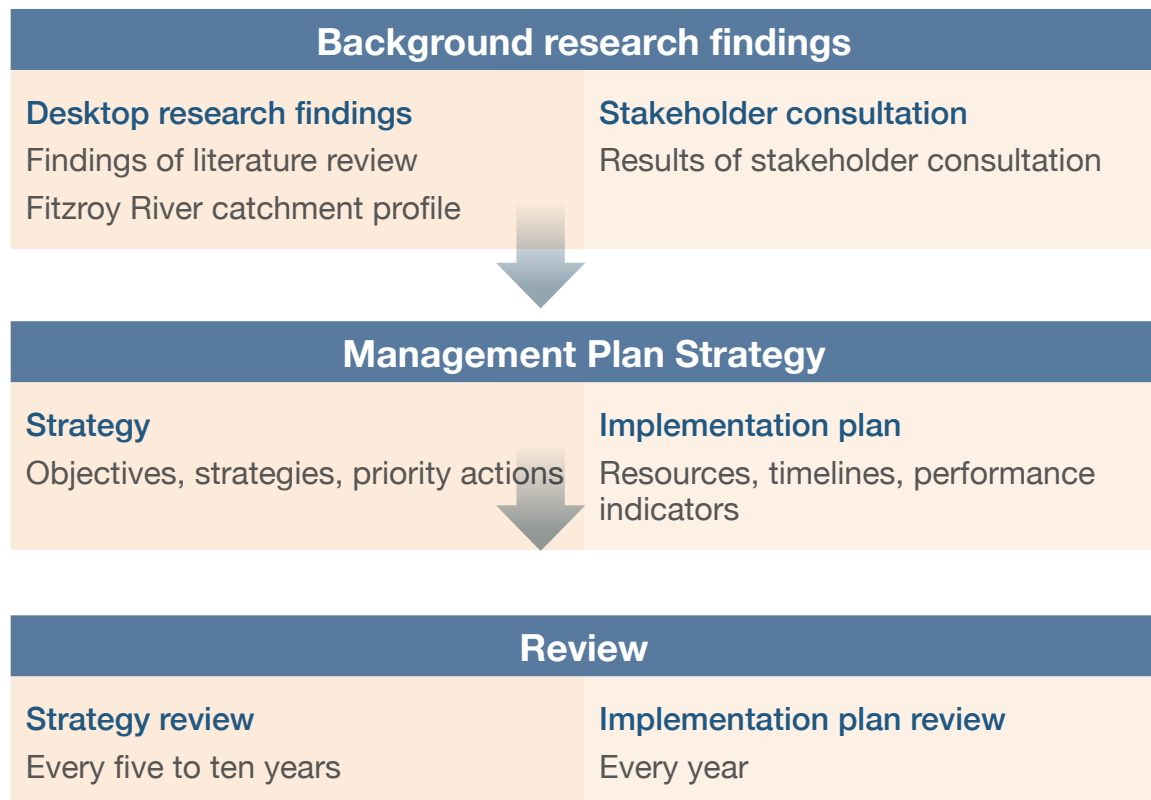 Background research findings
Desktop research findings
Findings of literature review
Fitzroy River catchment profile
Stakeholder consultation
Results of stakeholder consultation
Management Plan Strategy
Strategy
Objectives, strategies, priority actions
Implementation plan
Resources, timelines, performance
indicators
Review
Strategy review
Every five to ten years
Implementation plan review
Every year